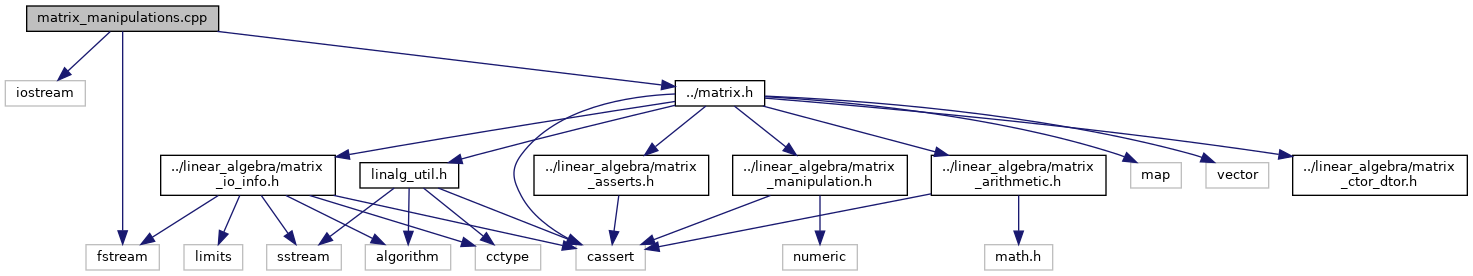 matrix_manipulations.cpp
iostream
../matrix.h
../linear_algebra/matrix
_io_info.h
linalg_util.h
../linear_algebra/matrix
_asserts.h
../linear_algebra/matrix
_manipulation.h
../linear_algebra/matrix
_arithmetic.h
map
vector
../linear_algebra/matrix
_ctor_dtor.h
fstream
limits
sstream
algorithm
cctype
cassert
numeric
math.h